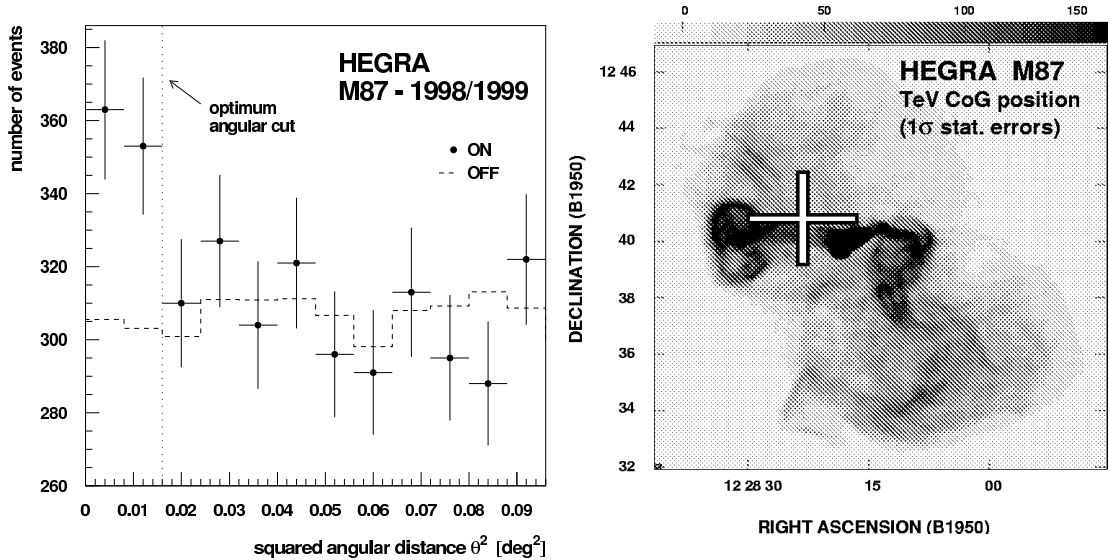 number of events
380
360
340
320
300
280
260
HEGRA
M87 - 1998/1999
optimum
angular cut
ON
OFF
0 0.01 0.02 0.03 0.04 0.05 0.06 0.07 0.08 0.09
squared angular distance θ² [deg²]
0 50 100 150
HEGRA M87
TeV CoG position
(1σ stat. errors)
DECLINATION (B1950)
12 46
44
42
40
38
36
34
32
12 28 30 15 00
RIGHT ASCENSION (B1950)